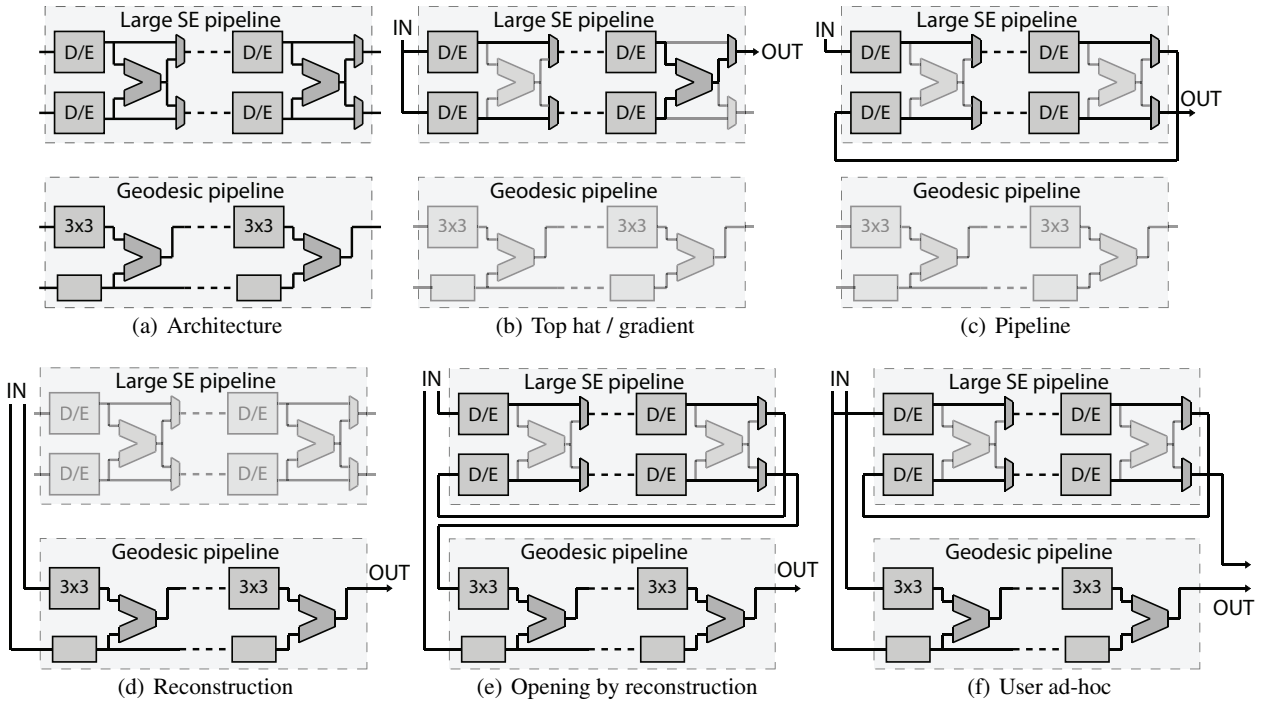 Large SE pipeline
D/E D/E
D/E D/E
Geodesic pipeline
3x3 3x3
(a) Architecture
IN
Large SE pipeline
D/E D/E
OUT
D/E D/E
Geodesic pipeline
3x3 3x3
(b) Top hat / gradient
IN
Large SE pipeline
D/E D/E
D/E D/E
OUT
Geodesic pipeline
3x3 3x3
(c) Pipeline
IN
Large SE pipeline
D/E D/E
D/E D/E
Geodesic pipeline
3x3 3x3
OUT
(d) Reconstruction
IN
Large SE pipeline
D/E D/E
D/E D/E
Geodesic pipeline
3x3 3x3
OUT
(e) Opening by reconstruction
IN
Large SE pipeline
D/E D/E
D/E D/E
Geodesic pipeline
3x3 3x3
OUT
(f) User ad-hoc